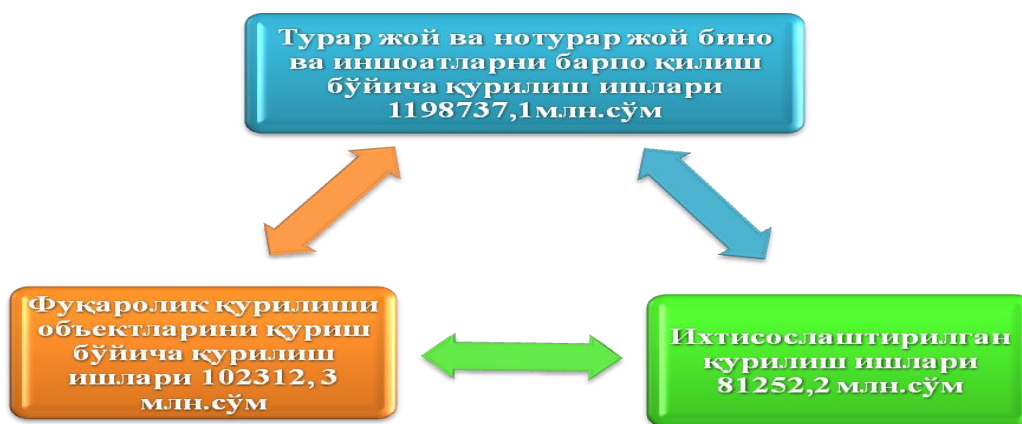 Турар жой ва нотурар жой бино
ва иншоатларни барпо қилиш
бўйича қурилиш ишлари
1198737,1млн.сўм
Фуқаролик қурилиши
объектларини қуриш
бўйича қурилиш
ишлари 102312, 3
млн.сўм
Ихтисослаштирилган
қурилиш ишлари
81252,2 млн.сўм